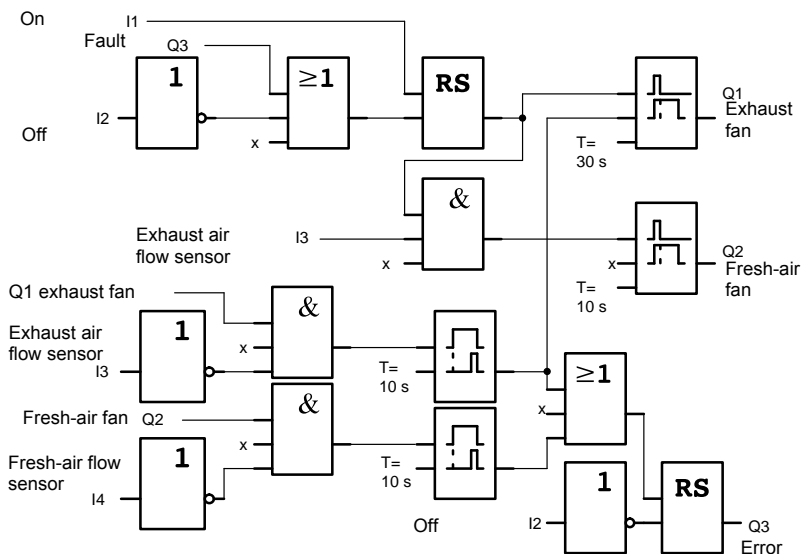 On
I1
Fault
Q3
1
≥1
RS
Q1
Exhaust
fan
I2
Off
x
T=
30 s
&
Exhaust air
flow sensor
I3
x
Q2
x
Fresh-air
fan
T=
10 s
Q1 exhaust fan
&
Exhaust air
flow sensor
1
x
I3
T=
10 s
≥1
&
Fresh-air fan Q2
x
x
Fresh-air flow
sensor
1
T=
10 s
1
RS
I4
Off
I2
Q3
Error